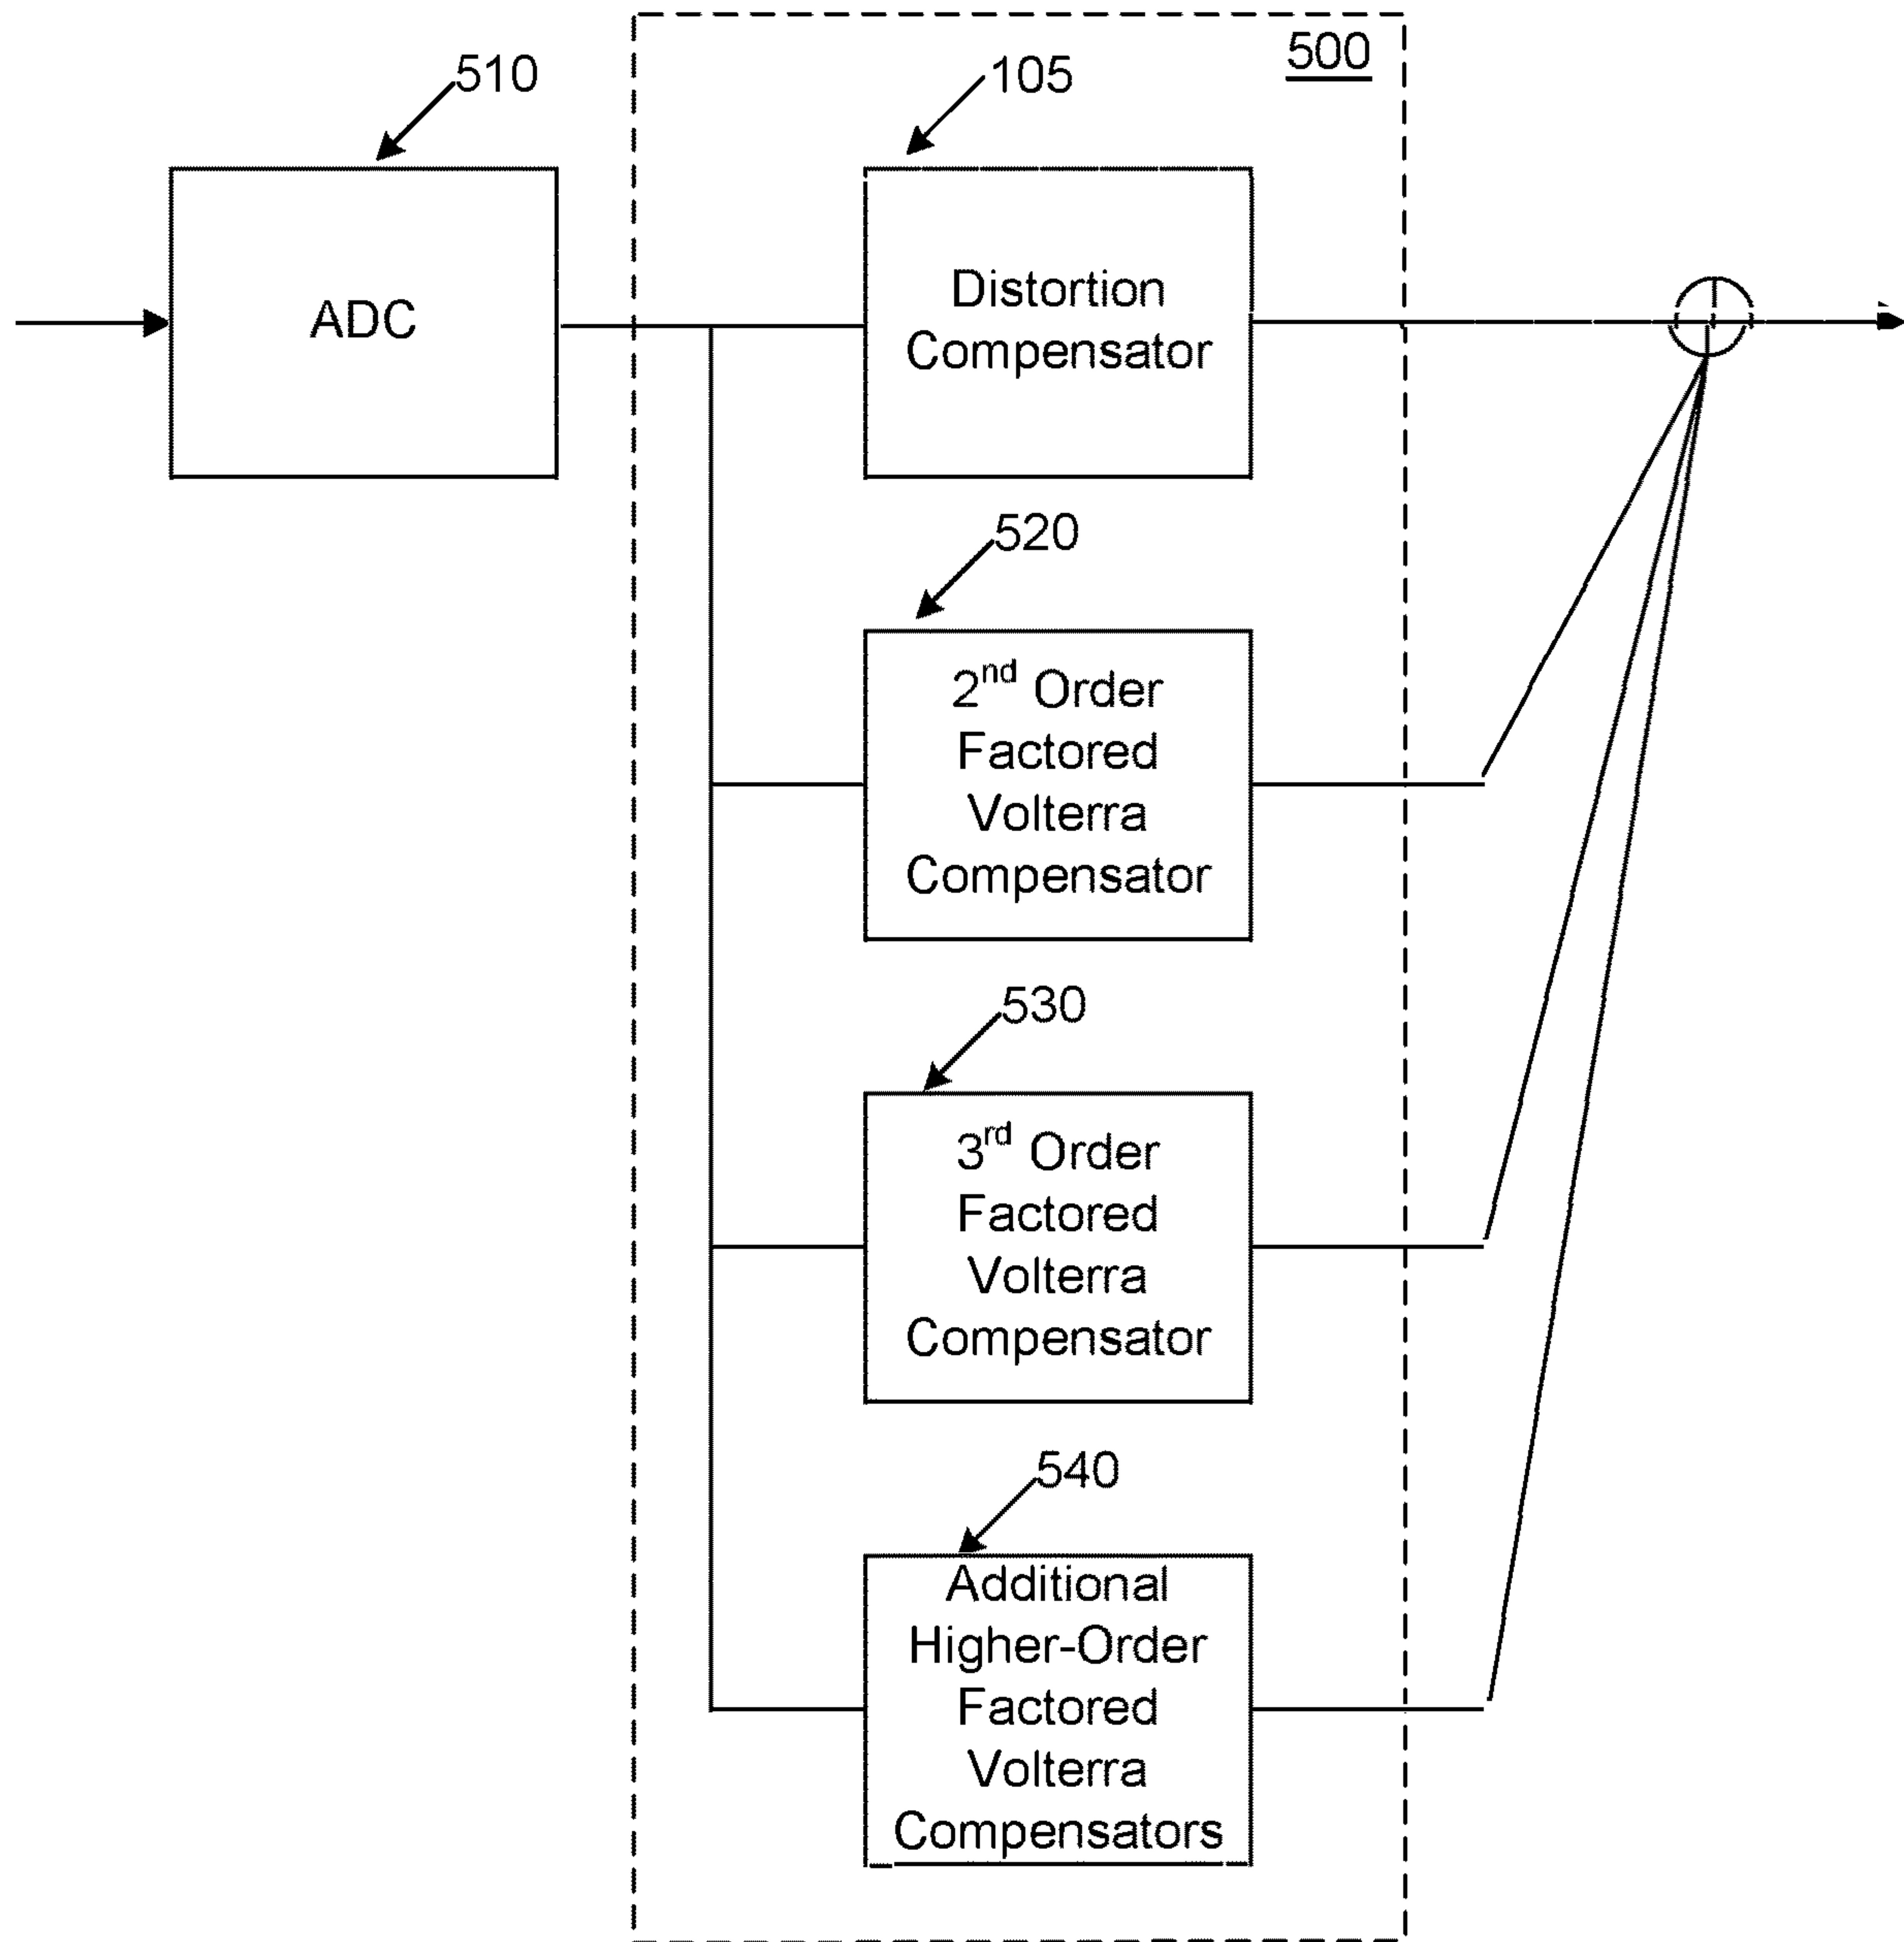 500
510
105
ADC
Distortion
Compensator
520
2nd Order
Factored
Volterra
Compensator
530
3rd Order
Factored
Volterra
Compensator
540
Additional
Higher-Order
Factored
Volterra
Compensators